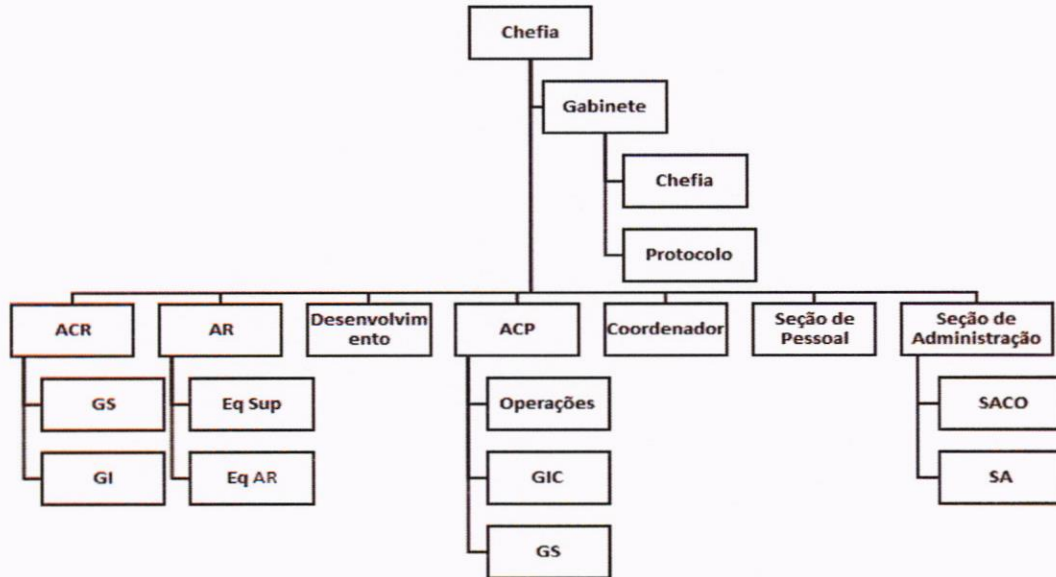 Chefia
Gabinete
Chefia
Protocolo
ACR
AR
Desenvolvim
ento
ACP
Coordenador
Seção de
Pessoal
Seção de
Administração
GS
Eq Sup
Operações
SACO
GI
Eq AR
GIC
SA
GS